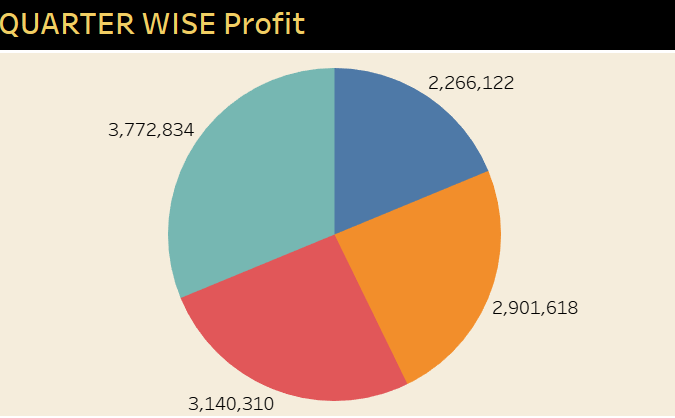 QUARTER WISE Profit
2,266,122
3,772,834
2,901,618
3,140,310